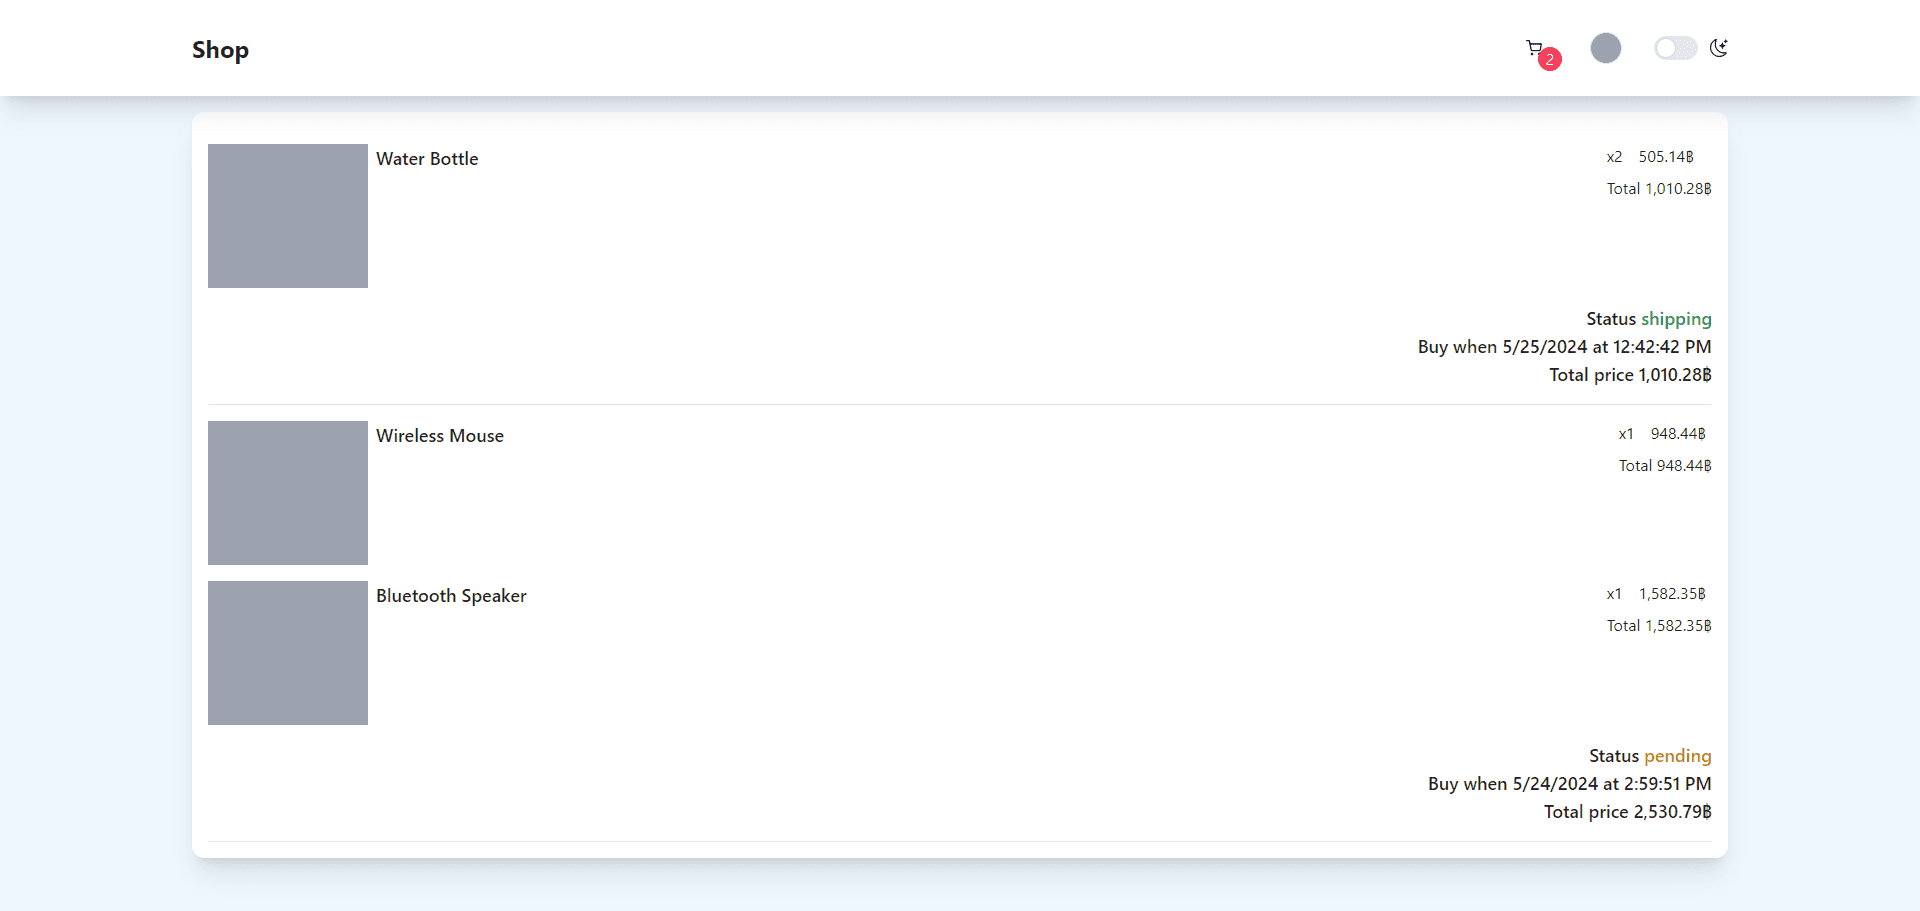 Shop
2
Water Bottle
x2 505.14฿
Total 1,010.28฿
Status shipping
Buy when 5/25/2024 at 12:42:42 PM
Total price 1,010.28฿
Wireless Mouse
x1 948.44฿
Total 948.44฿
Bluetooth Speaker
x1 1,582.35฿
Total 1,582.35฿
Status pending
Buy when 5/24/2024 at 2:59:51 PM
Total price 2,530.79฿